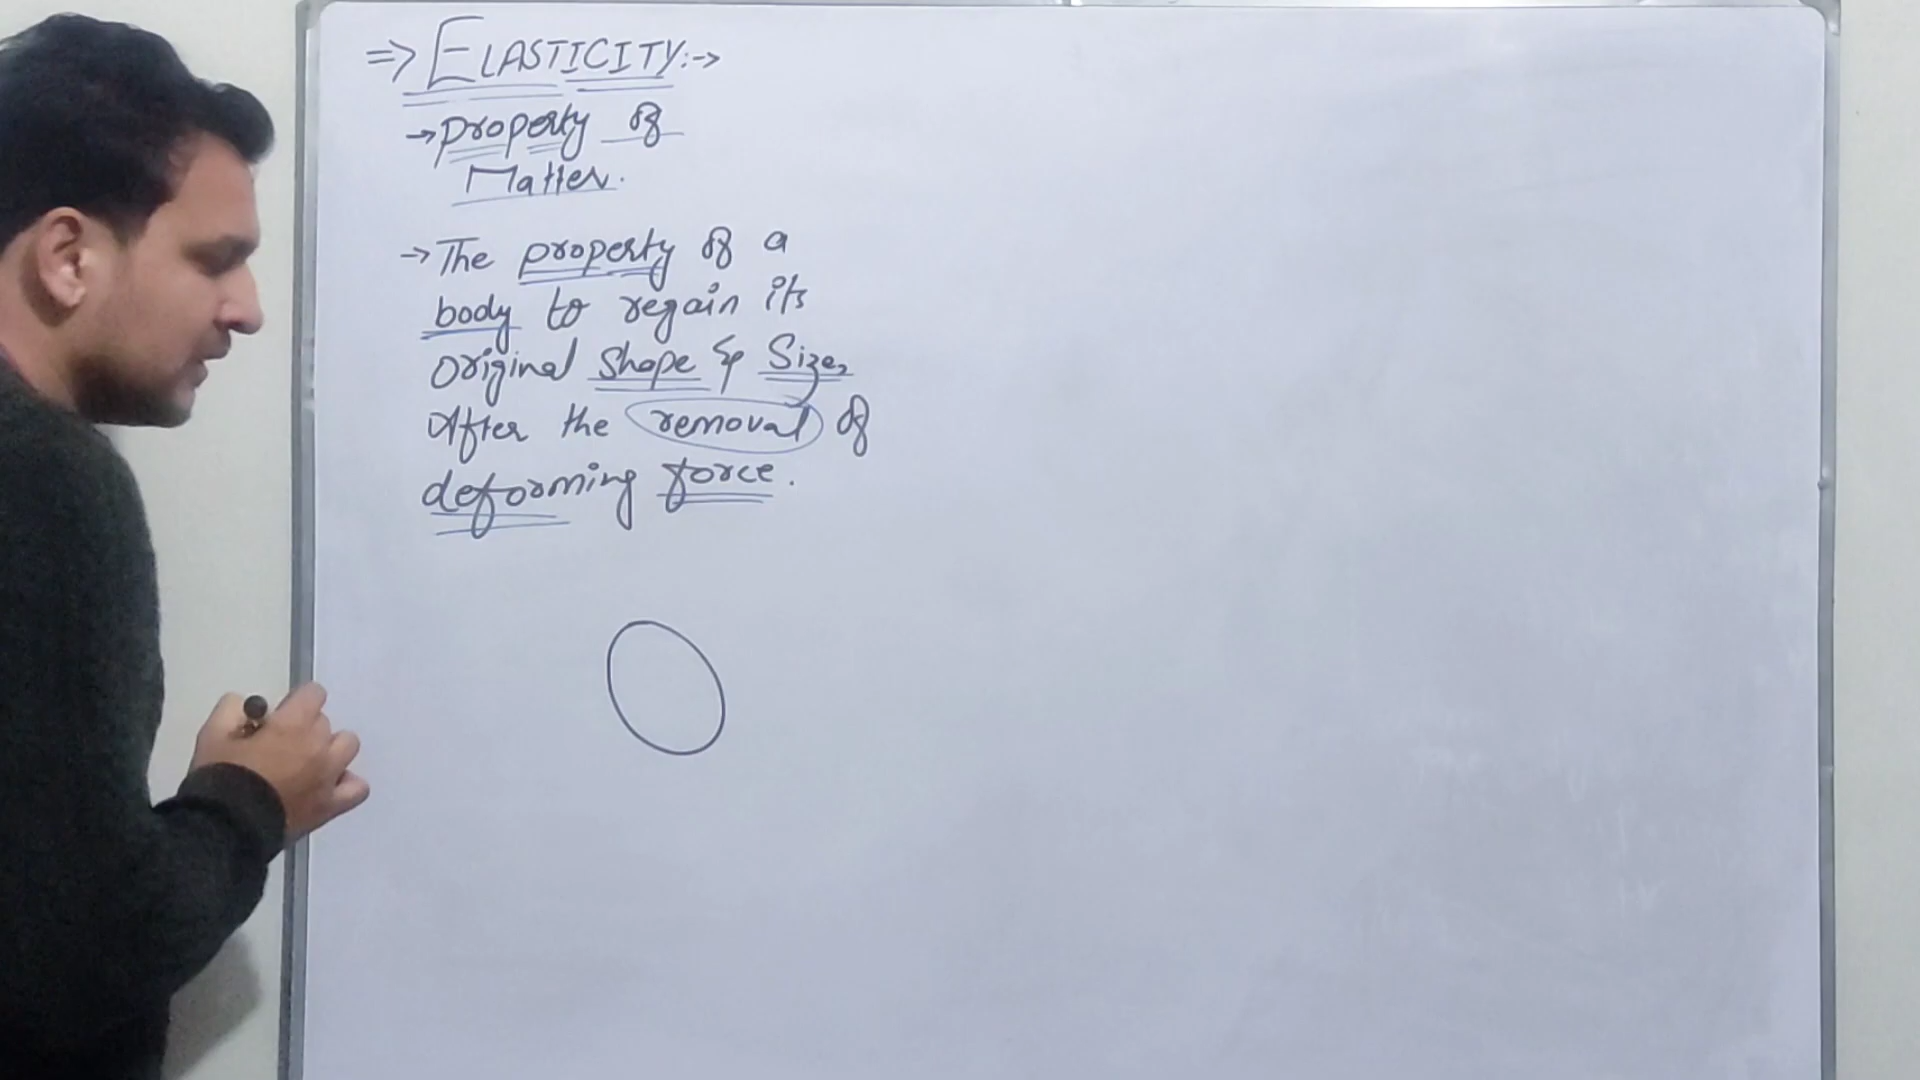 => ELASTICITY:->
→ property of
Matter.
→ The property of a
body to regain its
original shape & size,
After the removal of
deforming force.